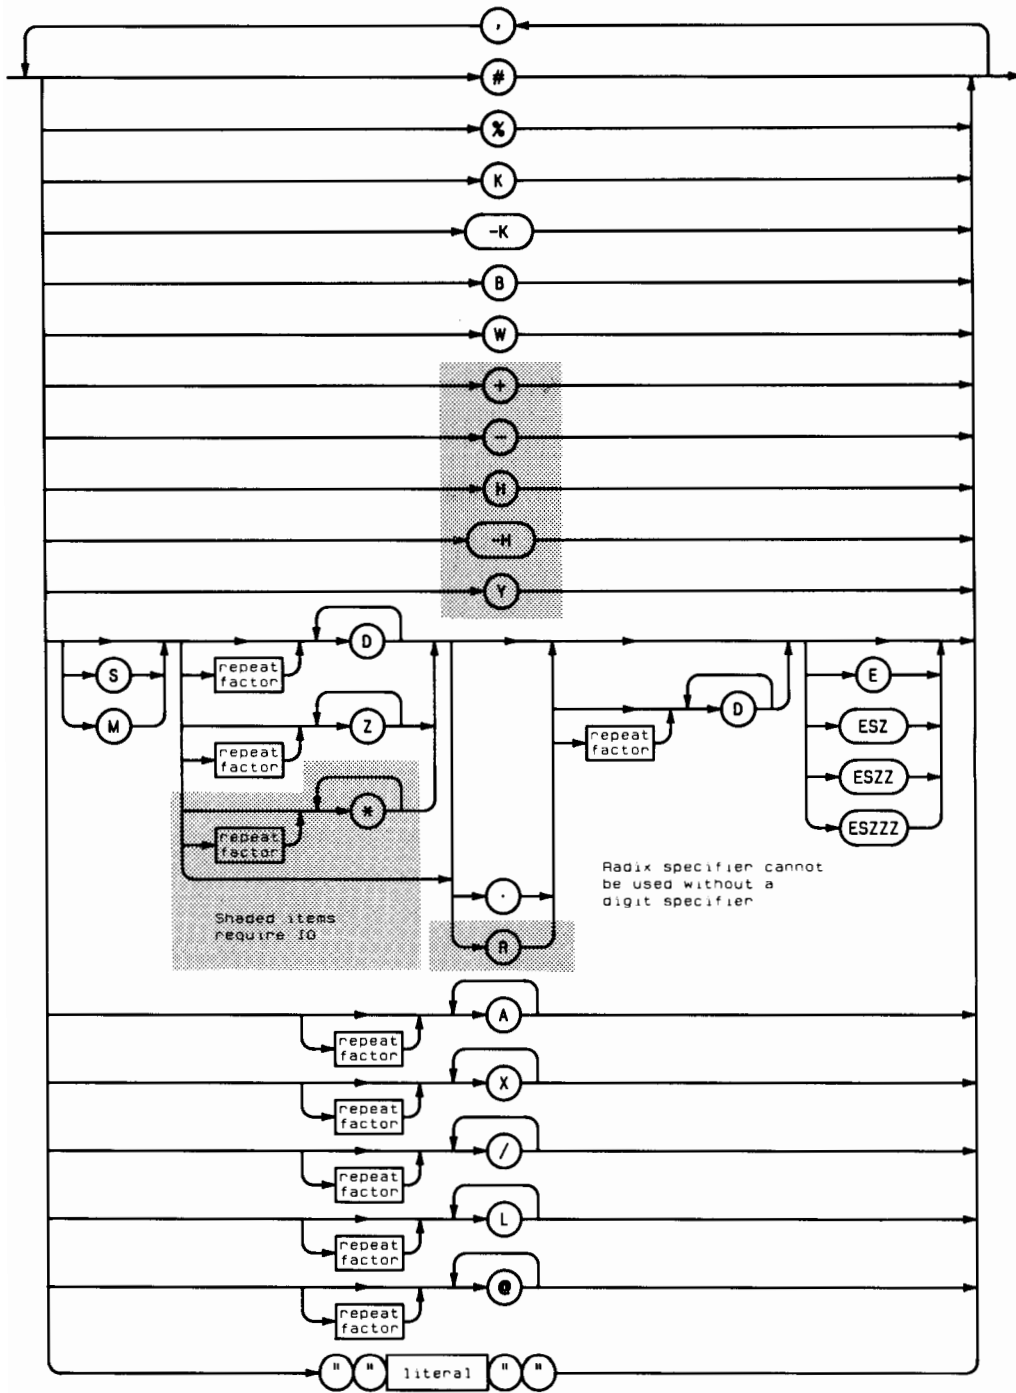 ,
#
%
K
-K
B
W
+
-
H
-H
Y
D
repeat
factor
S
E
M
Z
D
ESZ
repeat
factor
repeat
factor
ESZZ
*
repeat
factor
ESZZZ
Radix specifier cannot
be used without a
digit specifier
.
Shaded items
require IO
R
A
repeat
factor
X
repeat
factor
/
repeat
factor
L
repeat
factor
@
repeat
factor
" " literal " "